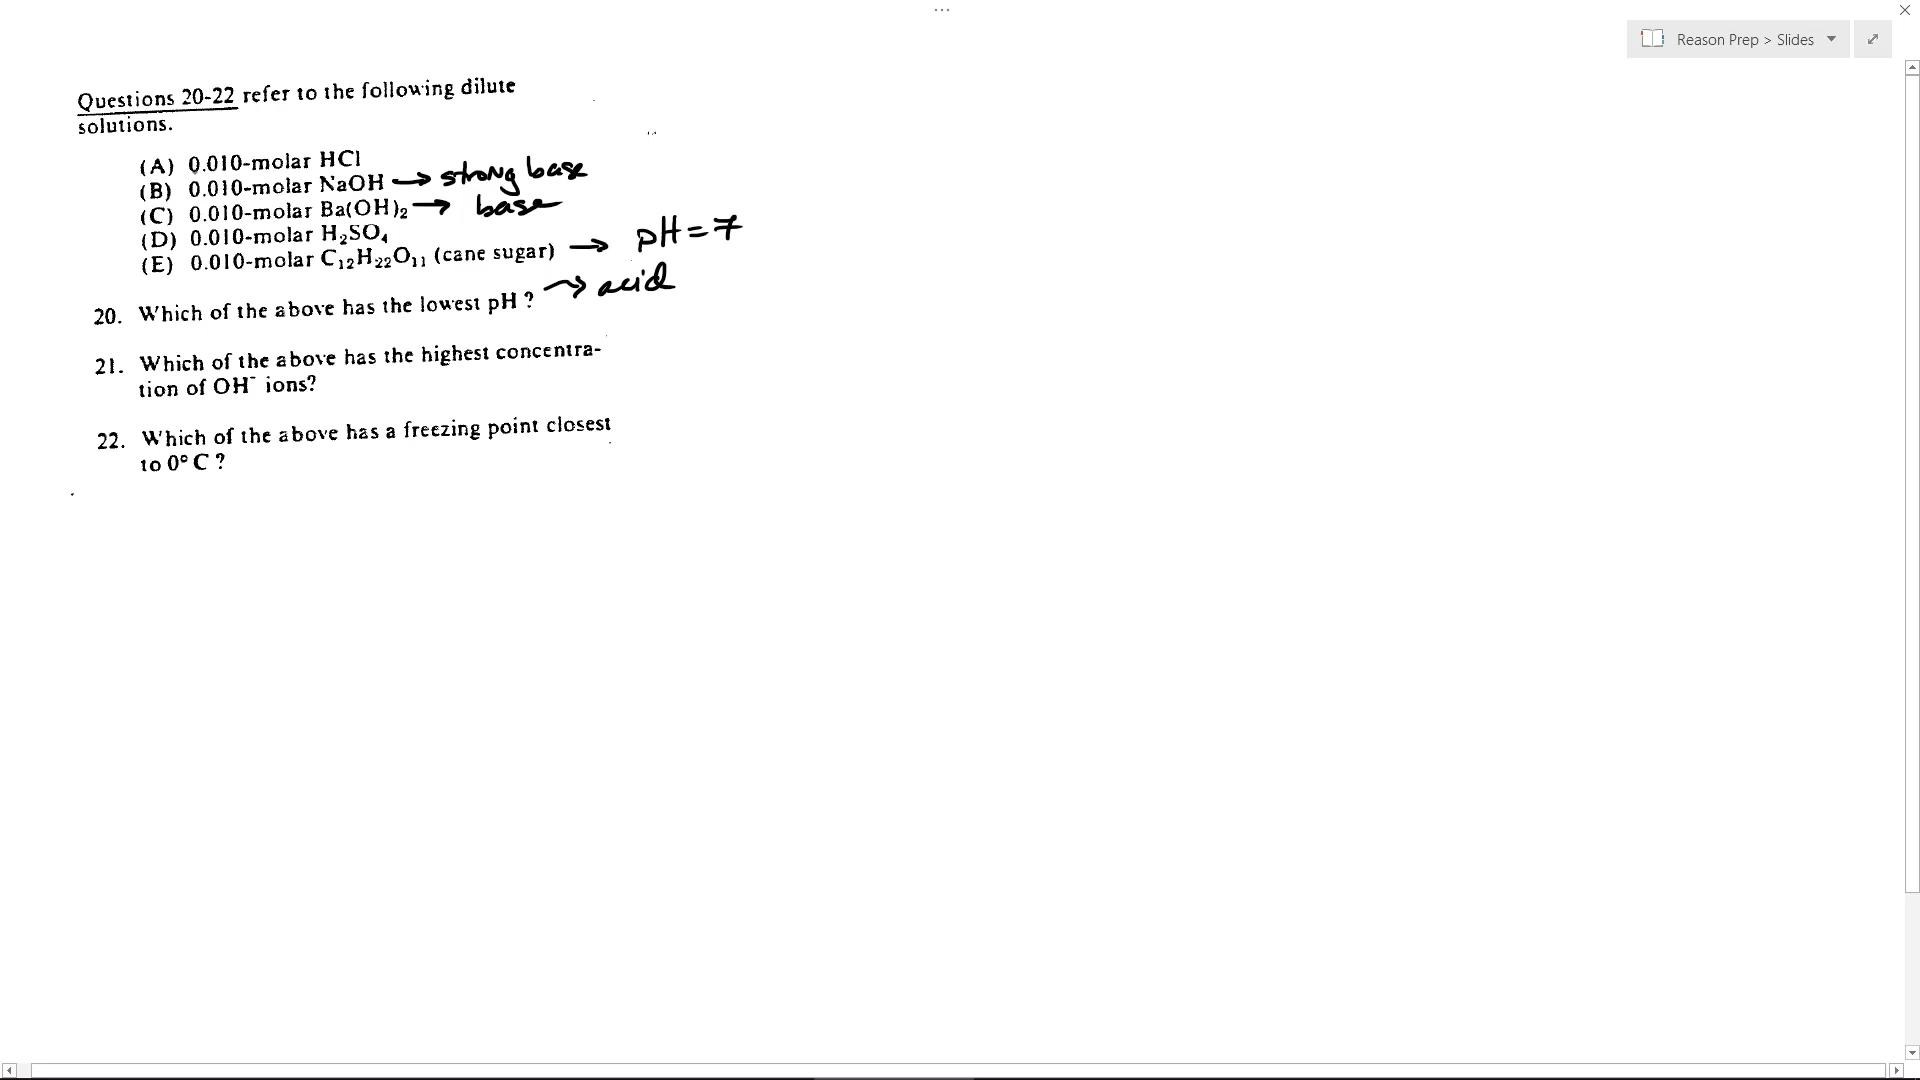 ...
Reason Prep > Slides
Questions 20-22 refer to the following dilute
solutions.
(A) 0.010-molar HCl
(B) 0.010-molar NaOH → strong base
(C) 0.010-molar Ba(OH)₂ → base
(D) 0.010-molar H₂SO₄
(E) 0.010-molar C₁₂H₂₂O₁₁ (cane sugar) → pH = 7
20. Which of the above has the lowest pH ? → acid
21. Which of the above has the highest concentra-
tion of OH⁻ ions?
22. Which of the above has a freezing point closest
to 0° C ?